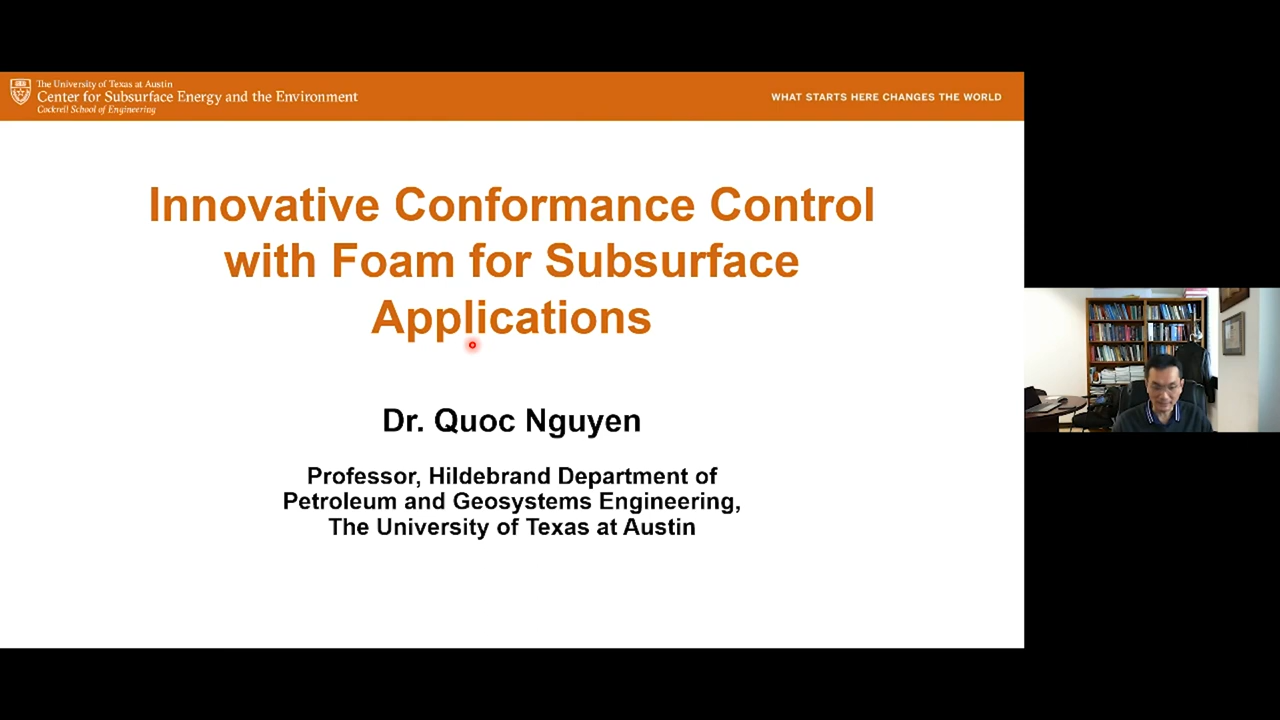 The University of Texas at Austin
Center for Subsurface Energy and the Environment
Cockrell School of Engineering
WHAT STARTS HERE CHANGES THE WORLD
Innovative Conformance Control
with Foam for Subsurface
Applications
Dr. Quoc Nguyen
Professor, Hildebrand Department of
Petroleum and Geosystems Engineering,
The University of Texas at Austin